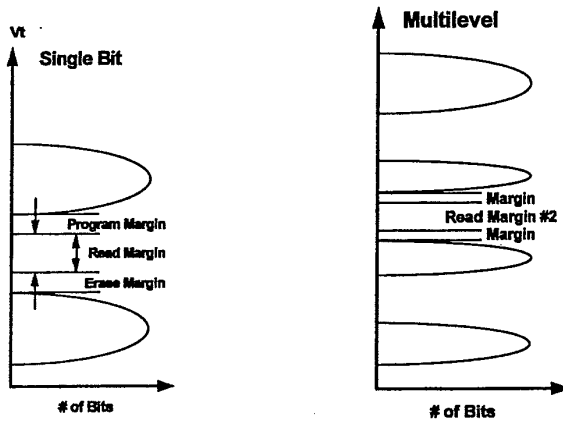 Vt
Single Bit
Program Margin
Read Margin
Erase Margin
# of Bits
Multilevel
Margin
Read Margin #2
Margin
# of Bits